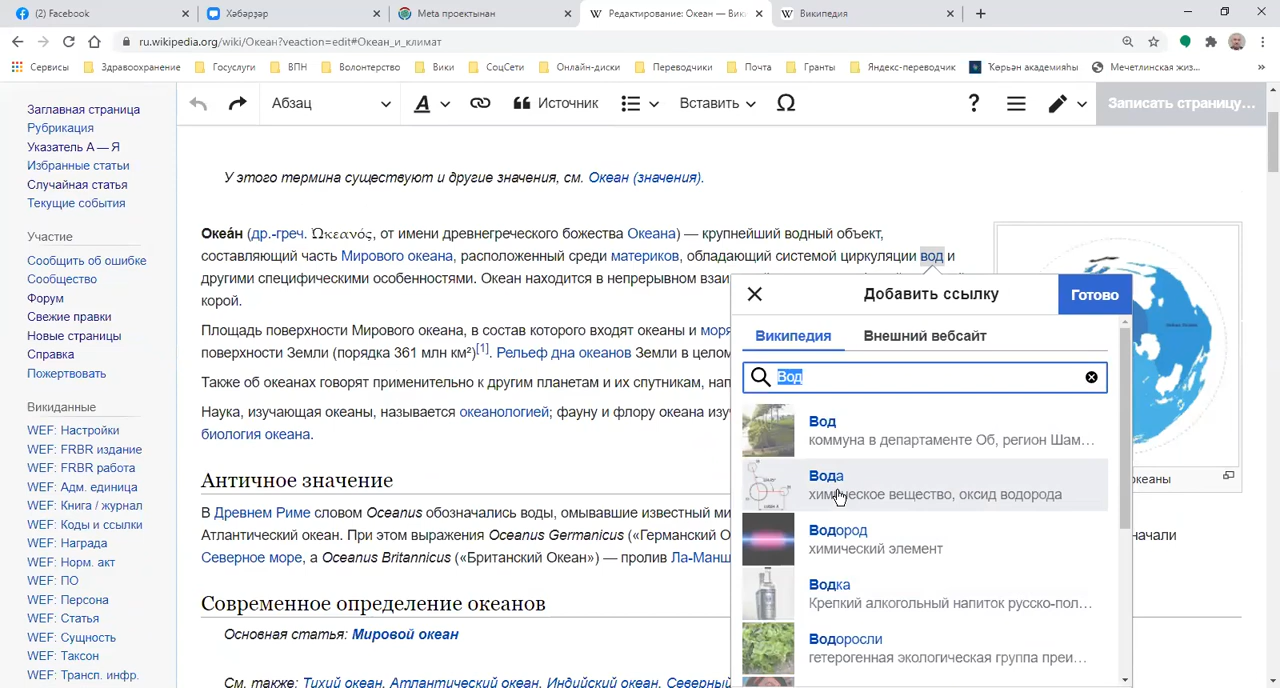 (2) Facebook
Хәбәрҙәр
Meta проектынан
Редактирование: Океан — Вик
Википедия
ru.wikipedia.org/wiki/Океан?veaction=edit#Океан_и_климат
Сервисы
Здравоохранение
Госуслуги
ВПН
Волонтерство
Вики
СоцСети
Онлайн-диски
Переводчики
Почта
Гранты
Яндекс-переводчик
Ҡөрьән академияһы
Мечетлинская жиз...
Абзац
Источник
Вставить
Записать страницу...
Заглавная страница
Рубрикация
Указатель А — Я
Избранные статьи
Случайная статья
Текущие события
Участие
Сообщить об ошибке
Сообщество
Форум
Свежие правки
Новые страницы
Справка
Пожертвовать
Викиданные
WEF: Настройки
WEF: FRBR издание
WEF: FRBR работа
WEF: Адм. единица
WEF: Книга / журнал
WEF: Коды и ссылки
WEF: Награда
WEF: Норм. акт
WEF: ПО
WEF: Персона
WEF: Статья
WEF: Сущность
WEF: Таксон
WEF: Трансп. инфр.
У этого термина существуют и другие значения, см. Океан (значения).
Океа́н (др.-греч. Ὠκεανός, от имени древнегреческого божества Океана) — крупнейший водный объект,
составляющий часть Мирового океана, расположенный среди материков, обладающий системой циркуляции вод и
другими специфическими особенностями. Океан находится в непрерывном
корой.
Площадь поверхности Мирового океана, в состав которого входят океаны и моря
поверхности Земли (порядка 361 млн км²)[1]. Рельеф дна океанов Земли в целом
Также об океанах говорят применительно к другим планетам и их спутникам,
Наука, изучающая океаны, называется океанологией; фауну и флору океана
биология океана.
Античное значение
В Древнем Риме словом Oceanus обозначались воды, омывавшие известный
Атлантический океан. При этом выражения Oceanus Germanicus («Германский
начали
Северное море, а Oceanus Britannicus («Британский Океан») — пролив Ла-Манш
Современное определение океанов
Основная статья: Мировой океан
См. также: Тихий океан, Атлантический океан, Индийский океан,
океаны
Добавить ссылку
Готово
Википедия
Внешний вебсайт
Вод
Вод
коммуна в департаменте Об, регион Шам...
Вода
химическое вещество, оксид водорода
Водород
химический элемент
Водка
Крепкий алкогольный напиток русско-пол...
Водоросли
гетерогенная экологическая группа преи...